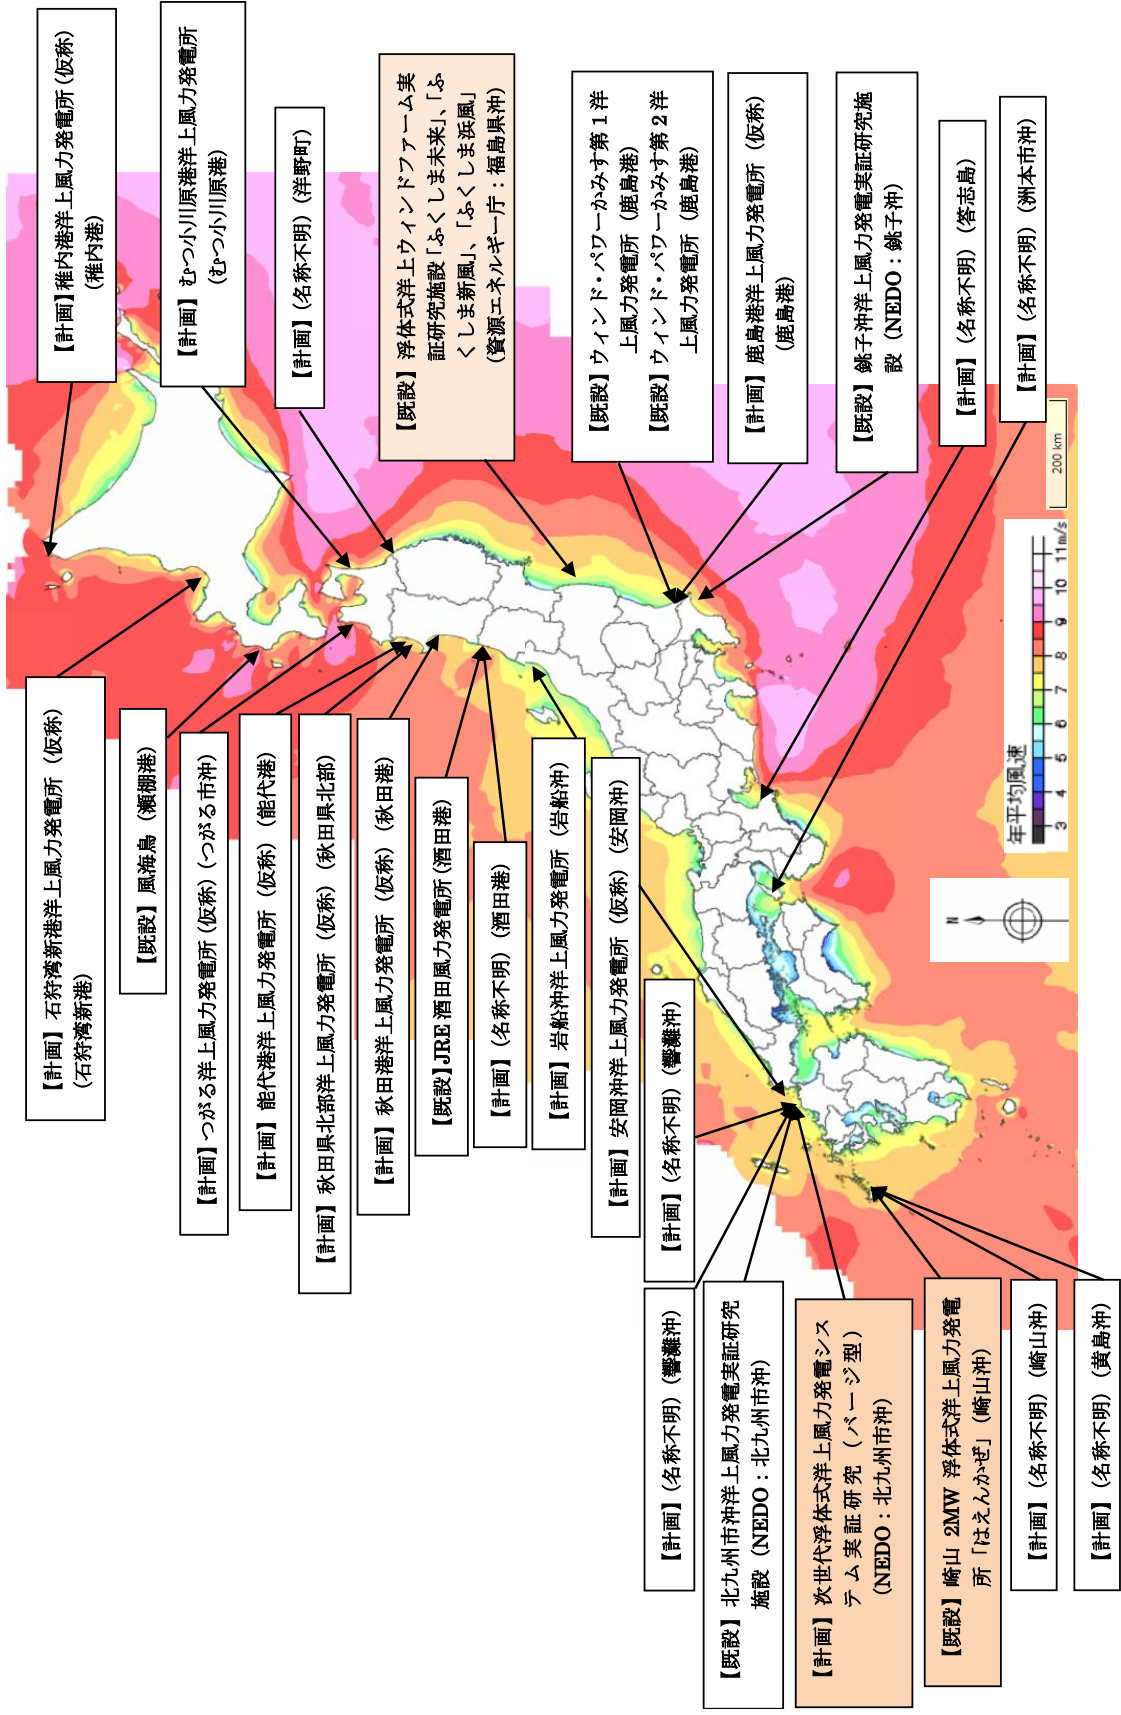 【計画】稚内港洋上風力発電所(仮称)
(稚内港)
【計画】むつ小川原港洋上風力発電所
(むつ小川原港)
【計画】(名称不明)(洋野町)
【既設】浮体式洋上ウィンドファーム実
証研究施設「ふくしま未来」、「ふ
くしま新風」、「ふくしま浜風」
(資源エネルギー庁：福島県沖)
【既設】ウィンド・パワーかみす第1洋
上風力発電所（鹿島港）
【既設】ウィンド・パワーかみす第2洋
上風力発電所（鹿島港）
【計画】鹿島港洋上風力発電所（仮称）
(鹿島港)
【既設】銚子沖洋上風力発電実証研究施
設（NEDO：銚子沖）
【計画】(名称不明)（答志島）
【計画】(名称不明)（洲本市沖）
【計画】石狩湾新港洋上風力発電所（仮称）
(石狩湾新港)
【既設】風海鳥（瀬棚港）
【計画】つがる洋上風力発電所(仮称)(つがる市沖)
【計画】能代港洋上風力発電所（仮称）（能代港）
【計画】秋田県北部洋上風力発電所（仮称）（秋田県北部）
【計画】秋田港洋上風力発電所（仮称）（秋田港）
【既設】JRE 酒田風力発電所(酒田港)
【計画】(名称不明)（酒田港）
【計画】岩船沖洋上風力発電所（岩船沖）
【計画】安岡沖洋上風力発電所（仮称）（安岡沖）
【計画】(名称不明)（響灘沖）
【計画】(名称不明)（響灘沖）
【既設】北九州市沖洋上風力発電実証研究
施設（NEDO：北九州市沖）
【計画】次世代浮体式洋上風力発電シス
テム実証研究（バージ型）
(NEDO：北九州市沖)
【既設】崎山 2MW 浮体式洋上風力発電
所「はえんかぜ」（崎山沖）
【計画】(名称不明)（崎山沖）
【計画】(名称不明)（黄島沖）
年平均風速
3 4 5 6 7 8 9 10 11m/s
200 km
N